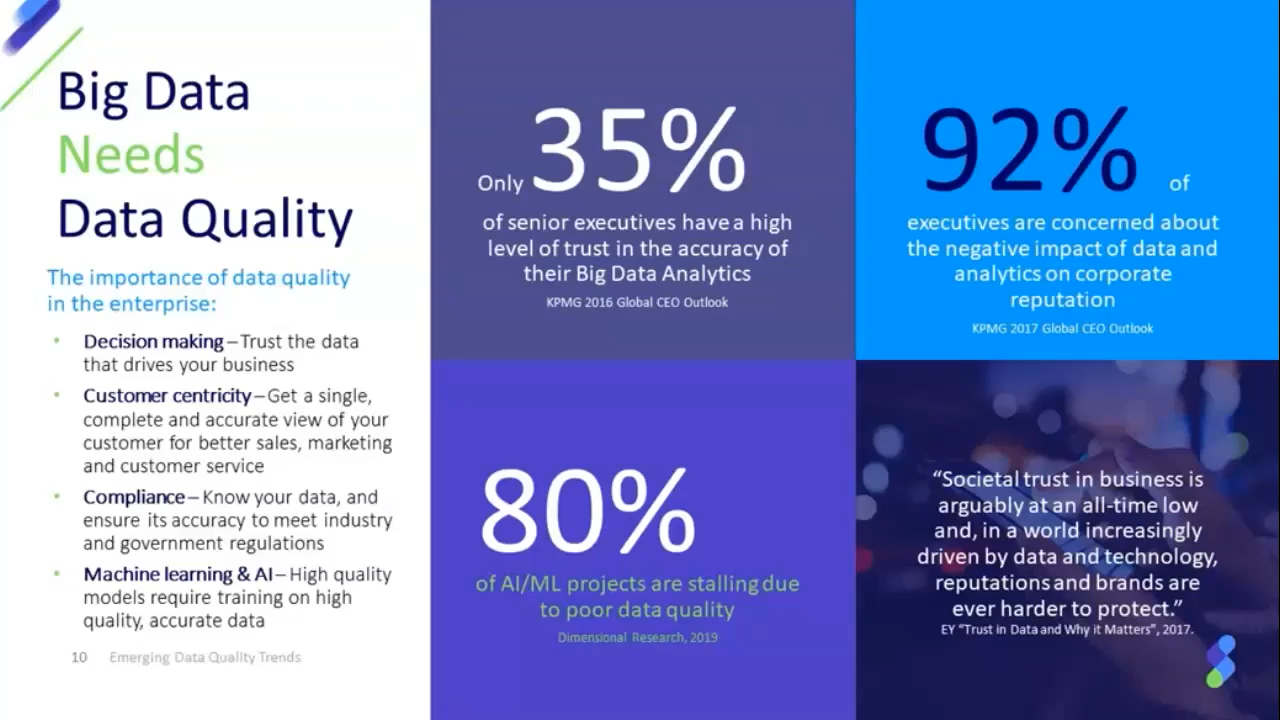 Big Data
Needs
Data Quality
The importance of data quality
in the enterprise:
• Decision making – Trust the data
that drives your business
• Customer centricity – Get a single,
complete and accurate view of your
customer for better sales, marketing
and customer service
• Compliance – Know your data, and
ensure its accuracy to meet industry
and government regulations
• Machine learning & AI – High quality
models require training on high
quality, accurate data
10 Emerging Data Quality Trends
Only 35%
of senior executives have a high
level of trust in the accuracy of
their Big Data Analytics
KPMG 2016 Global CEO Outlook
92% of
executives are concerned about
the negative impact of data and
analytics on corporate
reputation
KPMG 2017 Global CEO Outlook
80%
of AI/ML projects are stalling due
to poor data quality
Dimensional Research, 2019
“Societal trust in business is
arguably at an all-time low
and, in a world increasingly
driven by data and technology,
reputations and brands are
ever harder to protect.”
EY “Trust in Data and Why it Matters”, 2017.